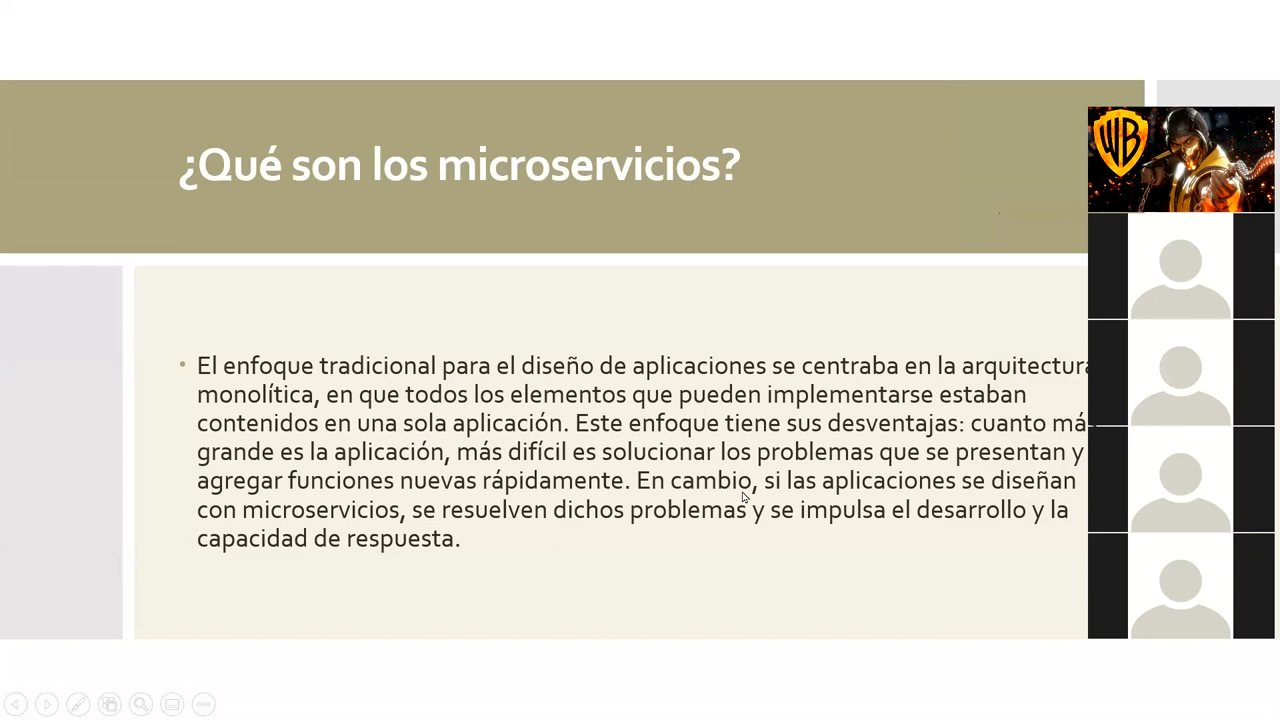 ¿Qué son los microservicios?
WB
• El enfoque tradicional para el diseño de aplicaciones se centraba en la arquitectura
monolítica, en que todos los elementos que pueden implementarse estaban
contenidos en una sola aplicación. Este enfoque tiene sus desventajas: cuanto más
grande es la aplicación, más difícil es solucionar los problemas que se presentan y
agregar funciones nuevas rápidamente. En cambio, si las aplicaciones se diseñan
con microservicios, se resuelven dichos problemas y se impulsa el desarrollo y la
capacidad de respuesta.